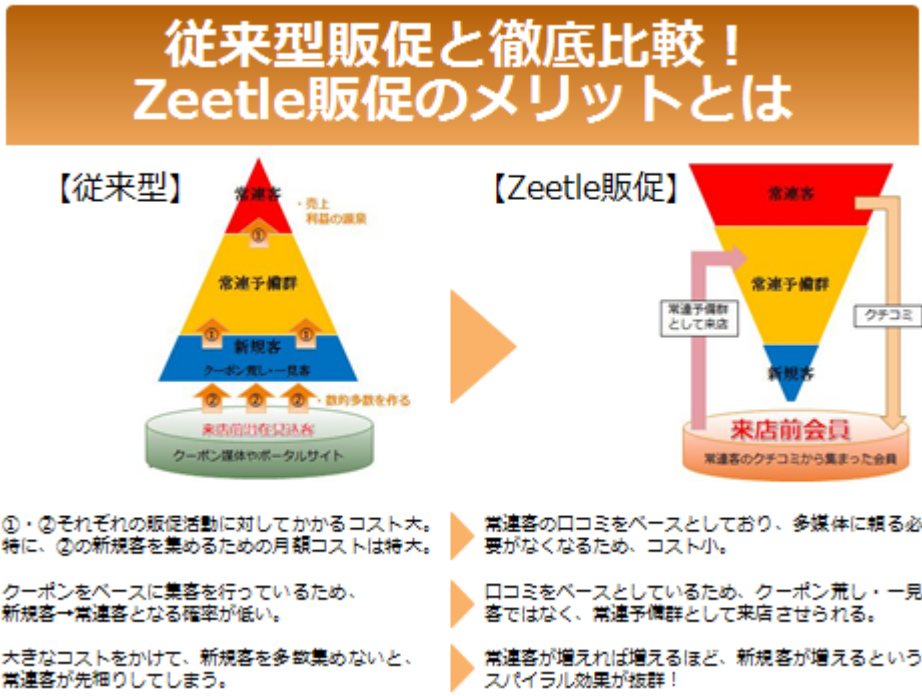 従来型販促と徹底比較！
Zeetle販促のメリットとは
【従来型】
常連客
・売上
利益の源泉
①
常連予備群
①
①
新規客
クーポン荒し・一見客
②
②
②
・数的多数を作る
来店前潜在見込客
クーポン媒体やポータルサイト
【Zeetle販促】
常連客
常連予備群
常連予備群
として来店
クチコミ
新規客
来店前会員
常連客のクチコミから集まった会員
①・②それぞれの販促活動に対してかかるコスト大。
特に、②の新規客を集めるための月額コストは特大。
常連客の口コミをベースとしており、多媒体に頼る必
要がなくなるため、コスト小。
クーポンをベースに集客を行っているため、
新規客→常連客となる確率が低い。
口コミをベースとしているため、クーポン荒し・一見
客ではなく、常連予備群として来店させられる。
大きなコストをかけて、新規客を多数集めないと、
常連客が先細りしてしまう。
常連客が増えれば増えるほど、新規客が増えるという
スパイラル効果が抜群！